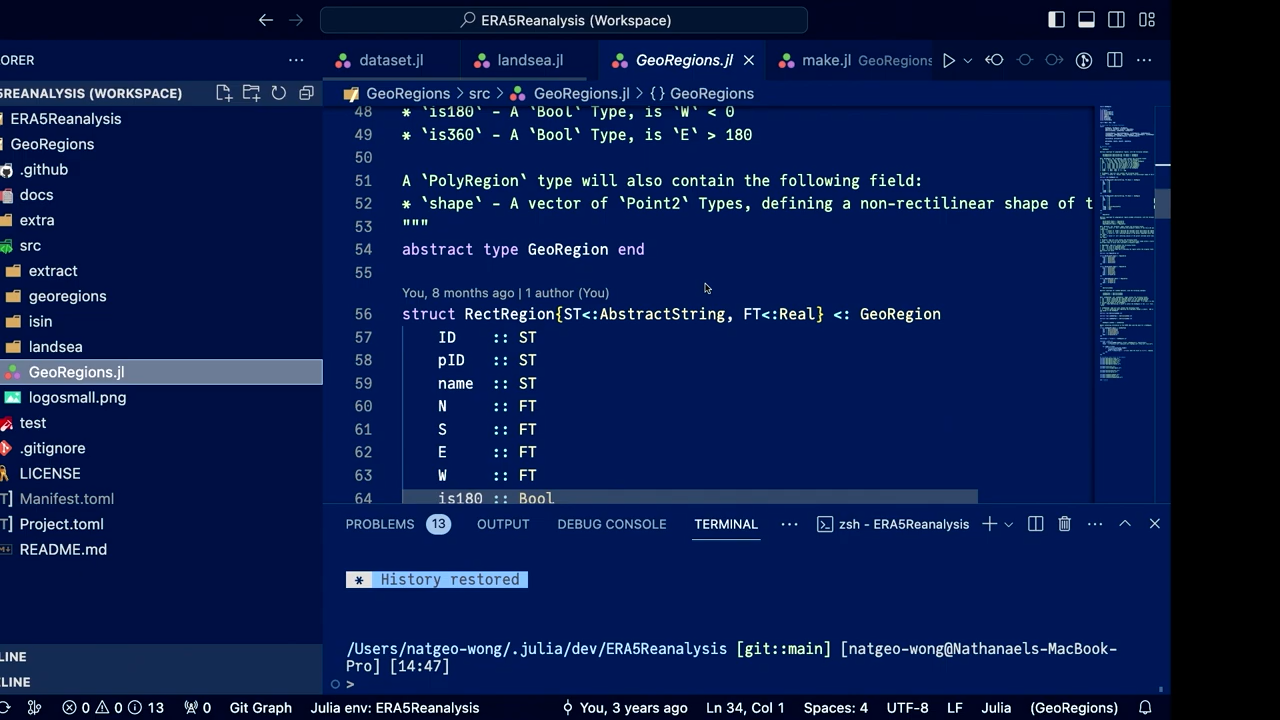 ERA5Reanalysis (Workspace)
ORER
dataset.jl
landsea.jl
GeoRegions.jl
make.jl GeoRegions
5REANALYSIS (WORKSPACE)
GeoRegions > src > GeoRegions.jl > {} GeoRegions
ERA5Reanalysis
GeoRegions
.github
docs
extra
src
extract
georegions
isin
landsea
GeoRegions.jl
logosmall.png
test
.gitignore
LICENSE
Manifest.toml
Project.toml
README.md
LINE
ELINE
48 * `is180` - A `Bool` Type, is `W` < 0
49 * `is360` - A `Bool` Type, is `E` > 180
50
51 `PolyRegion` type will also contain the following field:
52 * `shape` - A vector of `Point2` Types, defining a non-rectilinear shape of t
53 """
54 abstract type GeoRegion end
55
You, 8 months ago | 1 author (You)
56 struct RectRegion{ST<:AbstractString, FT<:Real} <: GeoRegion
57 ID :: ST
58 pID :: ST
59 name :: ST
60 N :: FT
61 S :: FT
62 E :: FT
63 W :: FT
64 is180 :: Bool
PROBLEMS 13 OUTPUT DEBUG CONSOLE TERMINAL ··· zsh - ERA5Reanalysis
* History restored
/Users/natgeo-wong/.julia/dev/ERA5Reanalysis [git::main] [natgeo-wong@Nathanaels-MacBook-
Pro] [14:47]
>
0 0 13 Git Graph Julia env: ERA5Reanalysis You, 3 years ago Ln 34, Col 1 Spaces: 4 UTF-8 LF Julia (GeoRegions)